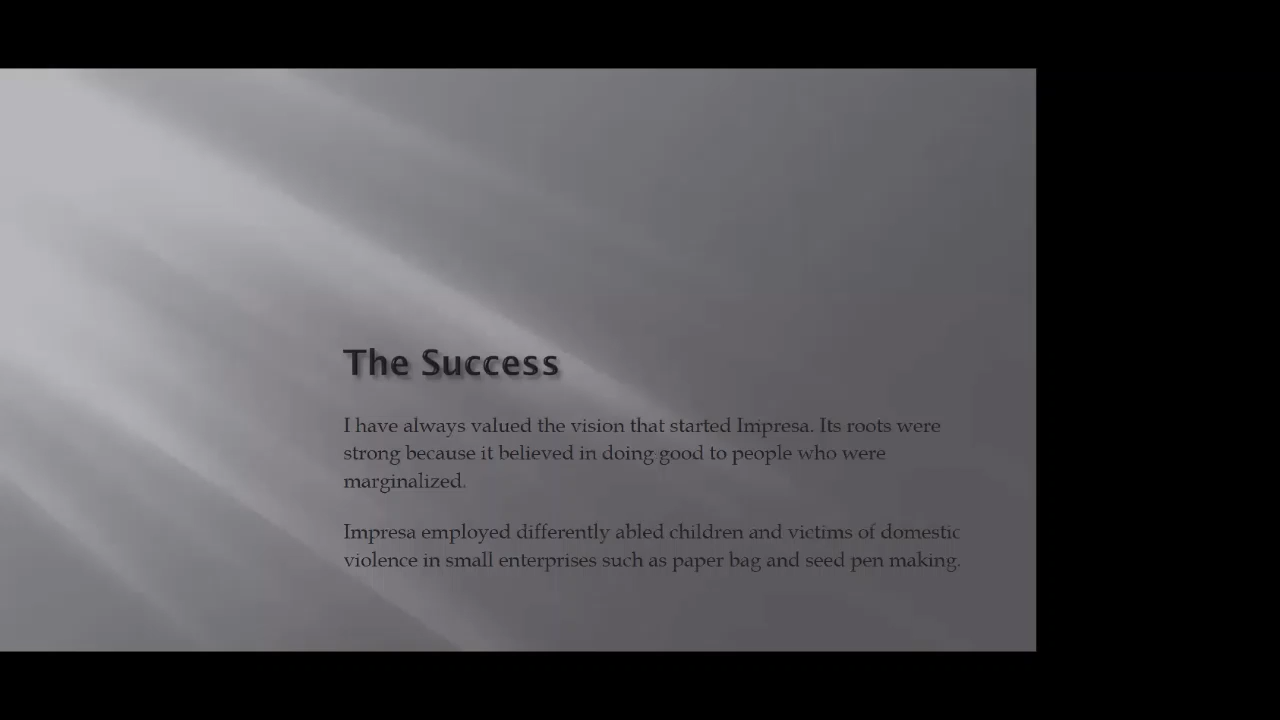 The Success
I have always valued the vision that started Impresa. Its roots were
strong because it believed in doing good to people who were
marginalized.
Impresa employed differently abled children and victims of domestic
violence in small enterprises such as paper bag and seed pen making.